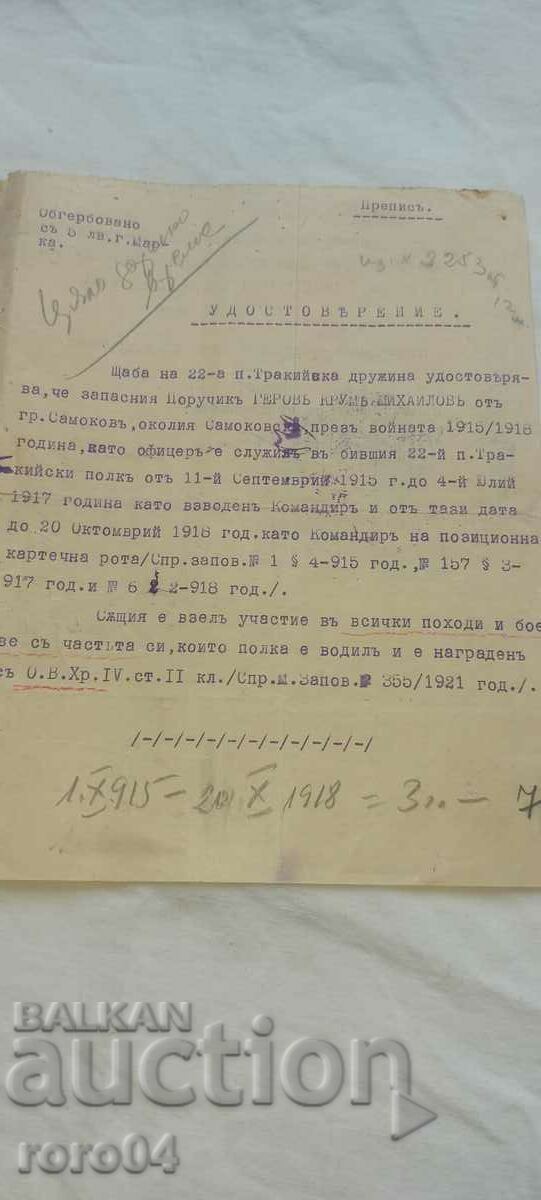 Обгербовано
съ 5 лв.г.мар
ка.
Преписъ.
време
УДОСТОВѢРЕНИЕ.
Щаба на 22-а п.Тракийска дружина удостовѣря-
ва,че запасния Поручикъ ГЕРОВЪ КРУМЪ МИХАИЛОВЪ отъ
гр.Самоковъ,околия Самоковска презъ войната 1915/1918
година,като офицеръ е служилъ въ бившия 22-й п.Тра-
кийски полкъ отъ 11-й Септемврий 1915 г.до 4-й Юлий
1917 година като взводенъ Командиръ и отъ тази дата
до 20 Октомврий 1918 год.като Командиръ на позиционна
картечна рота/Спр.запов.№ 1 § 4-915 год.,№ 157 § 3-
917 год.и № 6 2 2-918 год./.
Сѫщия е взелъ участие въ всички походи и бое
ве съ частьта си,които полка е водилъ и е награденъ
съ О.В.Хр.IV.ст.II кл./Спр.М.Запов.№ 355/1921 год./.
/-/-/-/-/-/-/-/-/-/-/-/
1.X 915 – X 1918 = 3 – 7
BALKAN
auction
roro04